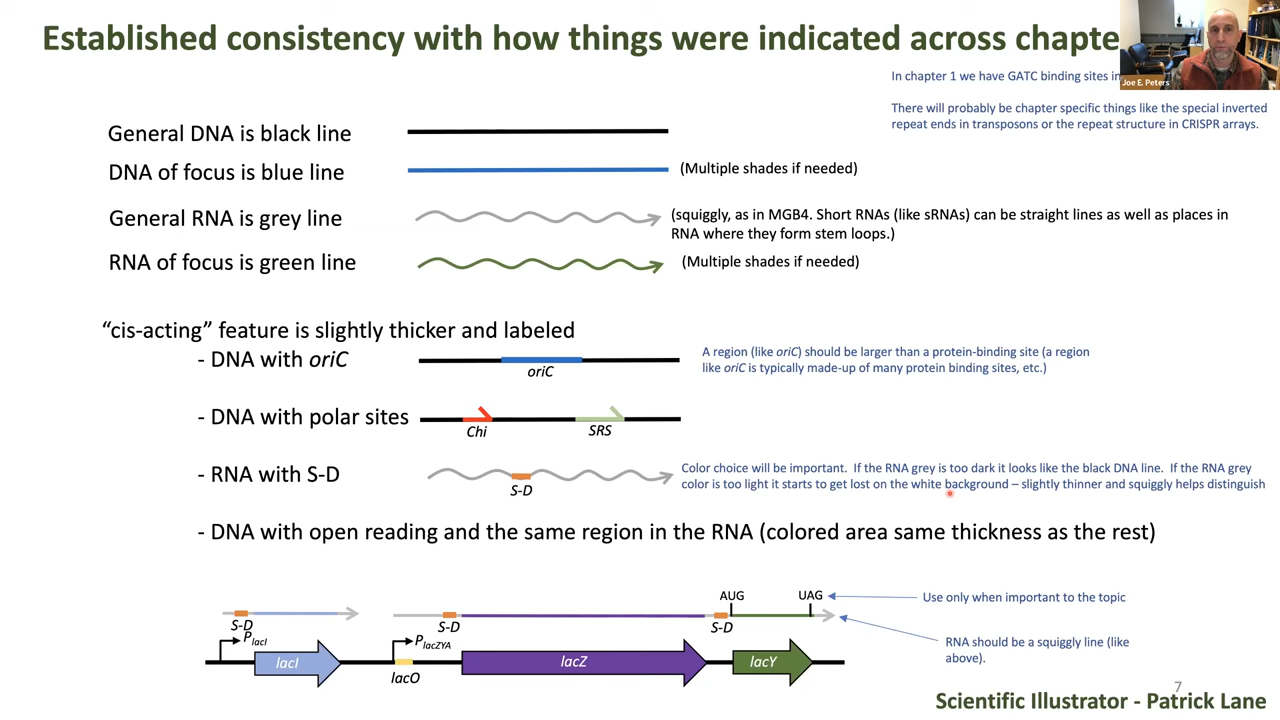 Established consistency with how things were indicated across chapte
Joe E. Peters
In chapter 1 we have GATC binding sites in
There will probably be chapter specific things like the special inverted
repeat ends in transposons or the repeat structure in CRISPR arrays.
General DNA is black line
DNA of focus is blue line
(Multiple shades if needed)
General RNA is grey line
(squiggly, as in MGB4. Short RNAs (like sRNAs) can be straight lines as well as places in
RNA where they form stem loops.)
RNA of focus is green line
(Multiple shades if needed)
“cis-acting” feature is slightly thicker and labeled
- DNA with oriC
oriC
A region (like oriC) should be larger than a protein-binding site (a region
like oriC is typically made-up of many protein binding sites, etc.)
- DNA with polar sites
Chi
SRS
- RNA with S-D
S-D
Color choice will be important. If the RNA grey is too dark it looks like the black DNA line. If the RNA grey
color is too light it starts to get lost on the white background – slightly thinner and squiggly helps distinguish
- DNA with open reading and the same region in the RNA (colored area same thickness as the rest)
AUG
UAG
Use only when important to the topic
S-D
S-D
S-D
PlacI
PlacZYA
RNA should be a squiggly line (like
above).
lacI
lacO
lacZ
lacY
7
Scientific Illustrator - Patrick Lane